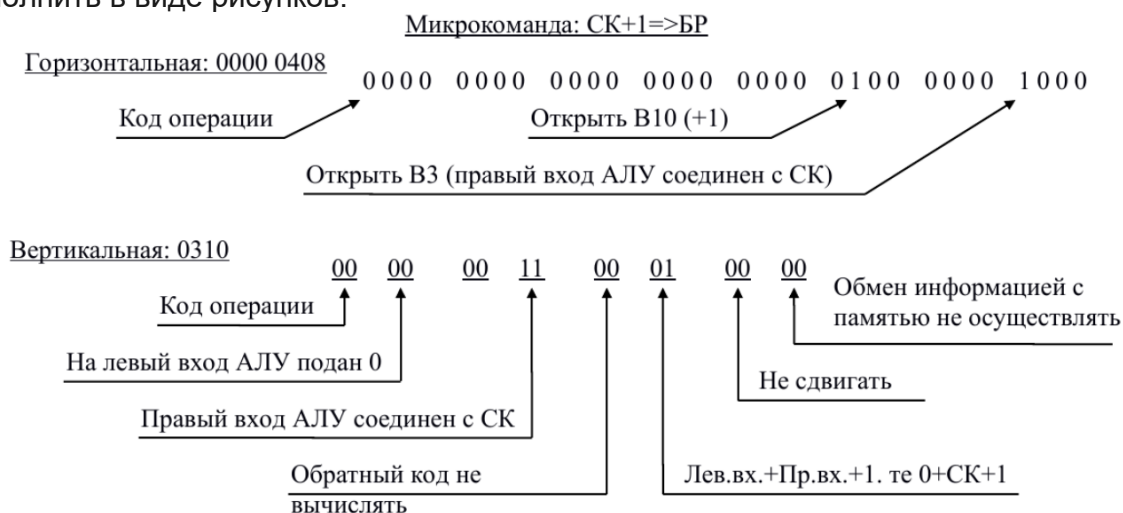 полнить в виде рисунков.
Микрокоманда: СК+1=>БР
Горизонтальная: 0000 0408
0000 0000 0000 0000 0000 0100 0000 1000
Код операции
Открыть В10 (+1)
Открыть В3 (правый вход АЛУ соединен с СК)
Вертикальная: 0310
00 00 00 11 00 01 00 00
Код операции
Обмен информацией с
памятью не осуществлять
На левый вход АЛУ подан 0
Не сдвигать
Правый вход АЛУ соединен с СК
Обратный код не
вычислять
Лев.вх.+Пр.вх.+1. те 0+СК+1